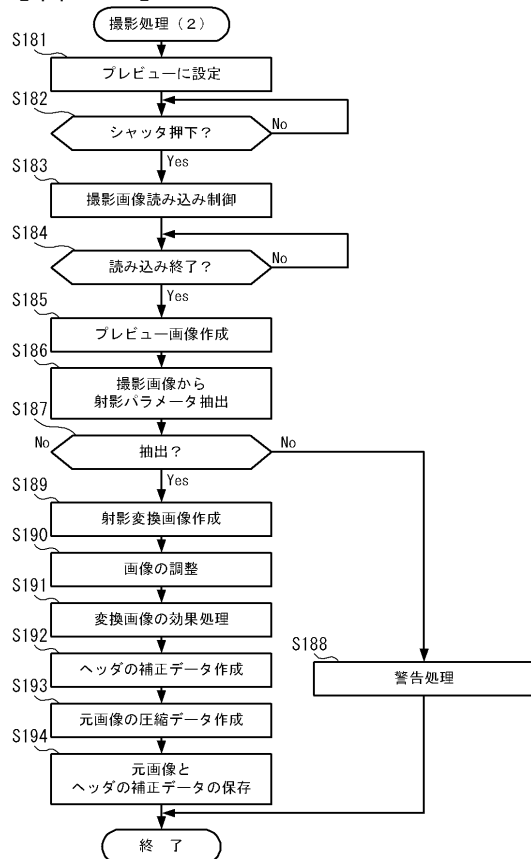 撮影処理（２）
S181
プレビューに設定
S182
シャッタ押下？
No
Yes
S183
撮影画像読み込み制御
S184
読み込み終了？
No
Yes
S185
プレビュー画像作成
S186
撮影画像から
射影パラメータ抽出
S187
No
抽出？
No
Yes
S189
射影変換画像作成
S190
画像の調整
S191
変換画像の効果処理
S192
ヘッダの補正データ作成
S188
警告処理
S193
元画像の圧縮データ作成
S194
元画像と
ヘッダの補正データの保存
終　了